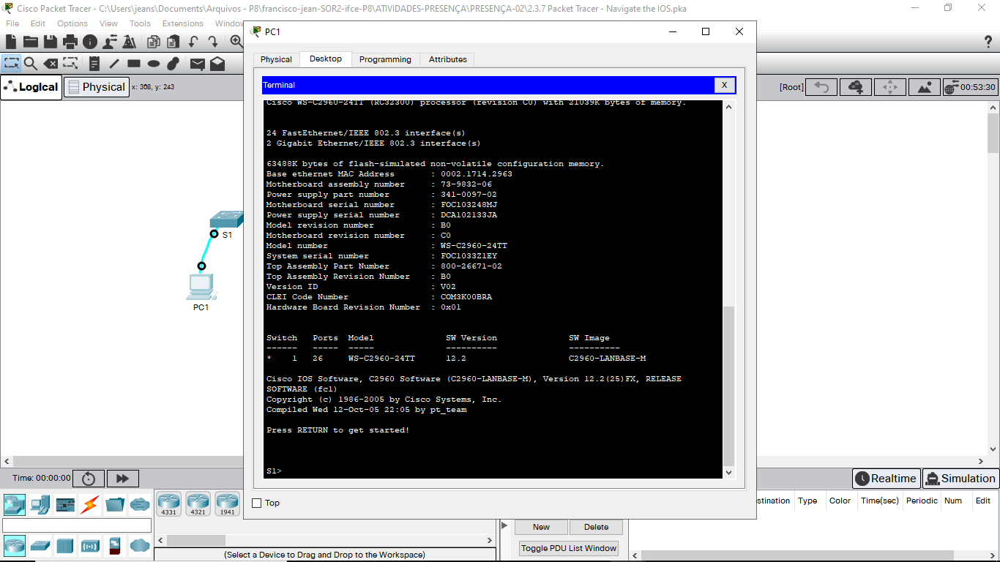 Cisco Packet Tracer - C:\Users\jeans\Documents\Arquivos - P8\francisco-jean-SOR2-ifce-P8\ATIVIDADES-PRESENÇA\PRESENÇA-02\2.3.7 Packet Tracer - Navigate the IOS.pka
File Edit Options View Tools Extensions Window
PC1
Physical Desktop Programming Attributes
Logical Physical x: 308, y: 243
[Root] 00:53:30
Terminal X
Cisco WS-C2960-24TT (RC32300) processor (revision C0) with 21039K bytes of memory.
24 FastEthernet/IEEE 802.3 interface(s)
2 Gigabit Ethernet/IEEE 802.3 interface(s)
63488K bytes of flash-simulated non-volatile configuration memory.
Base ethernet MAC Address : 0002.1714.2963
Motherboard assembly number : 73-9832-06
Power supply part number : 341-0097-02
Motherboard serial number : FOC103248MJ
Power supply serial number : DCA102133JA
Model revision number : B0
Motherboard revision number : C0
Model number : WS-C2960-24TT
System serial number : FOC1033Z1EY
Top Assembly Part Number : 800-26671-02
Top Assembly Revision Number : B0
Version ID : V02
CLEI Code Number : COM3K00BRA
Hardware Board Revision Number : 0x01
Switch Ports Model SW Version SW Image
------ ----- ----- ---------- ----------
* 1 26 WS-C2960-24TT 12.2 C2960-LANBASE-M
Cisco IOS Software, C2960 Software (C2960-LANBASE-M), Version 12.2(25)FX, RELEASE
SOFTWARE (fc1)
Copyright (c) 1986-2005 by Cisco Systems, Inc.
Compiled Wed 12-Oct-05 22:05 by pt_team
Press RETURN to get started!
S1>
S1
PC1
Top
Time: 00:00:00
Realtime Simulation
4331 4321 1941
stination Type Color Time(sec) Periodic Num Edit
New Delete
Toggle PDU List Window
(Select a Device to Drag and Drop to the Workspace)